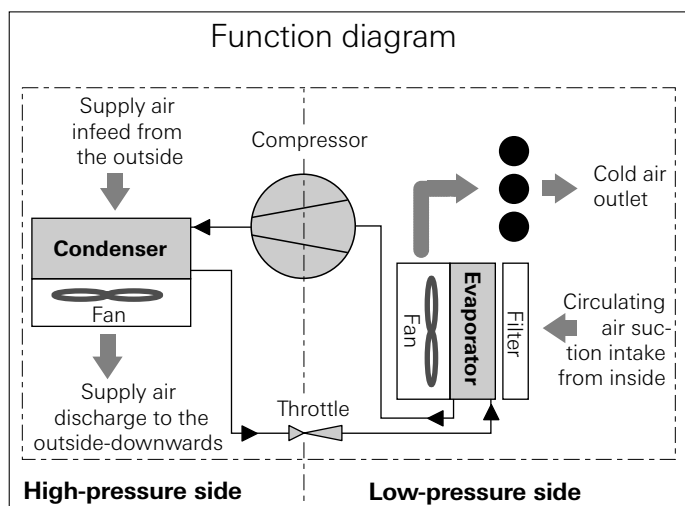 Function diagram
Supply air
infeed from
the outside
Compressor
Cold air
outlet
Condenser
Fan
Fan
Evaporator
Filter
Circulating
air suc-
tion intake
from inside
Supply air
discharge to the
outside-downwards
Throttle
High-pressure side
Low-pressure side